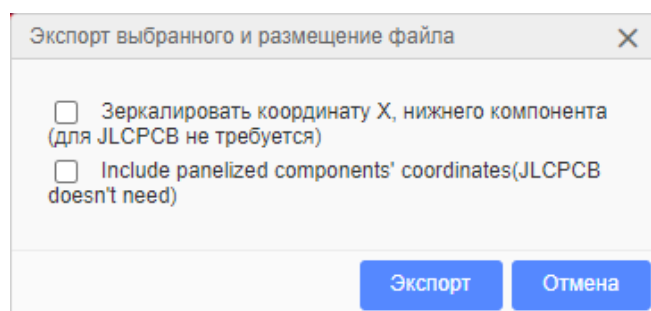 Экспорт выбранного и размещение файла
Зеркалировать координату X, нижнего компонента
(для JLCPCB не требуется)
Include panelized components' coordinates(JLCPCB
doesn't need)
Экспорт Отмена